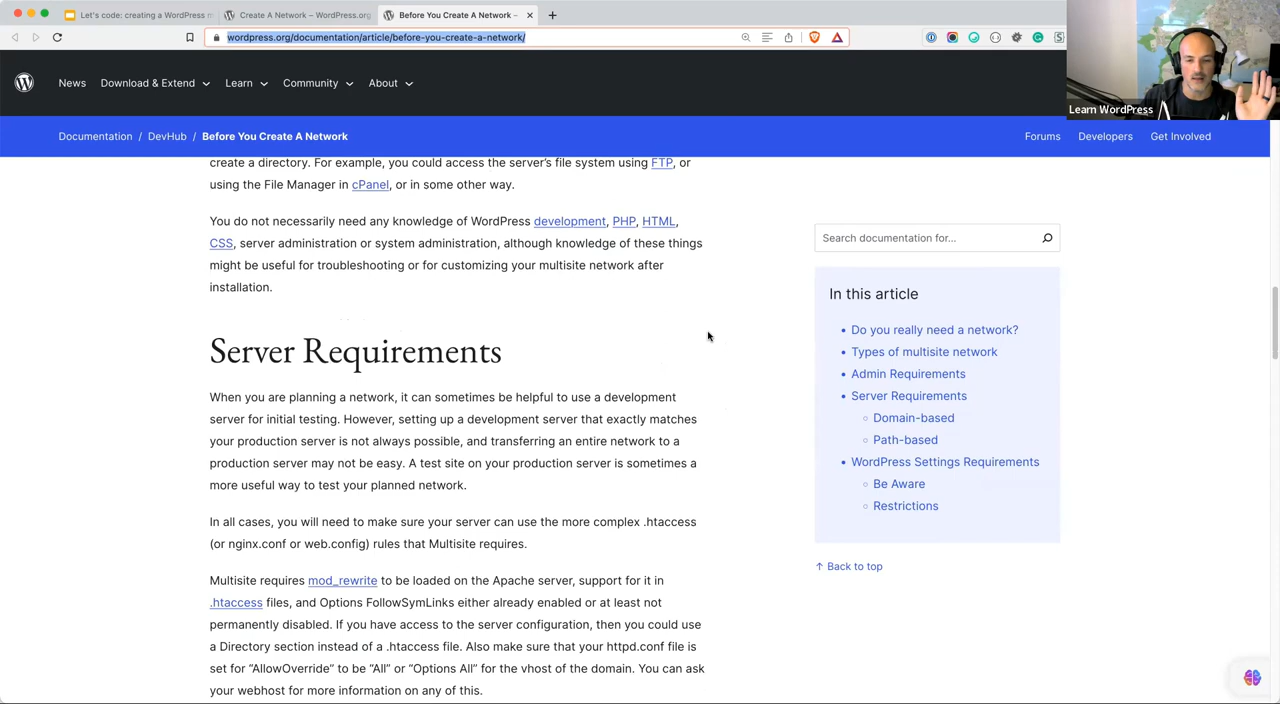 Let's code: creating a WordPress m
Create A Network – WordPress.org
Before You Create A Network –
wordpress.org/documentation/article/before-you-create-a-network/
News
Download & Extend
Learn
Community
About
Learn WordPress
Documentation / DevHub / Before You Create A Network
Forums
Developers
Get Involved
create a directory. For example, you could access the server's file system using FTP, or
using the File Manager in cPanel, or in some other way.
You do not necessarily need any knowledge of WordPress development, PHP, HTML,
CSS, server administration or system administration, although knowledge of these things
might be useful for troubleshooting or for customizing your multisite network after
installation.
Server Requirements
When you are planning a network, it can sometimes be helpful to use a development
server for initial testing. However, setting up a development server that exactly matches
your production server is not always possible, and transferring an entire network to a
production server may not be easy. A test site on your production server is sometimes a
more useful way to test your planned network.
In all cases, you will need to make sure your server can use the more complex .htaccess
(or nginx.conf or web.config) rules that Multisite requires.
Multisite requires mod_rewrite to be loaded on the Apache server, support for it in
.htaccess files, and Options FollowSymLinks either already enabled or at least not
permanently disabled. If you have access to the server configuration, then you could use
a Directory section instead of a .htaccess file. Also make sure that your httpd.conf file is
set for “AllowOverride” to be “All” or “Options All” for the vhost of the domain. You can ask
your webhost for more information on any of this.
Search documentation for...
In this article
• Do you really need a network?
• Types of multisite network
• Admin Requirements
• Server Requirements
○ Domain-based
○ Path-based
• WordPress Settings Requirements
○ Be Aware
○ Restrictions
↑ Back to top